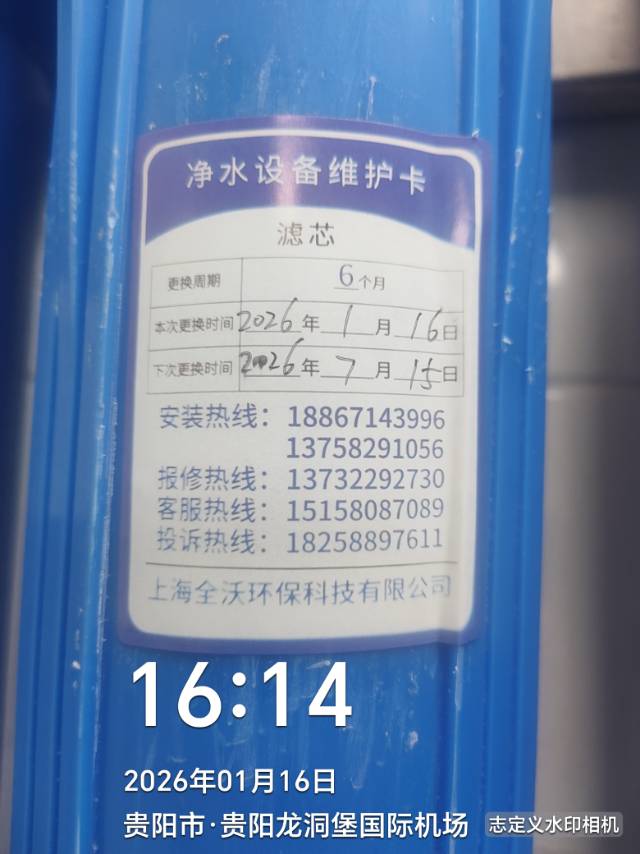 净水设备维护卡
滤芯
更换周期 6个月
本次更换时间 2026年1月16日
下次更换时间 2026年7月15日
安装热线：18867143996
13758291056
报修热线：13732292730
客服热线：15158087089
投诉热线：18258897611
上海全沃环保科技有限公司
16:14
2026年01月16日
贵阳市·贵阳龙洞堡国际机场
志定义水印相机